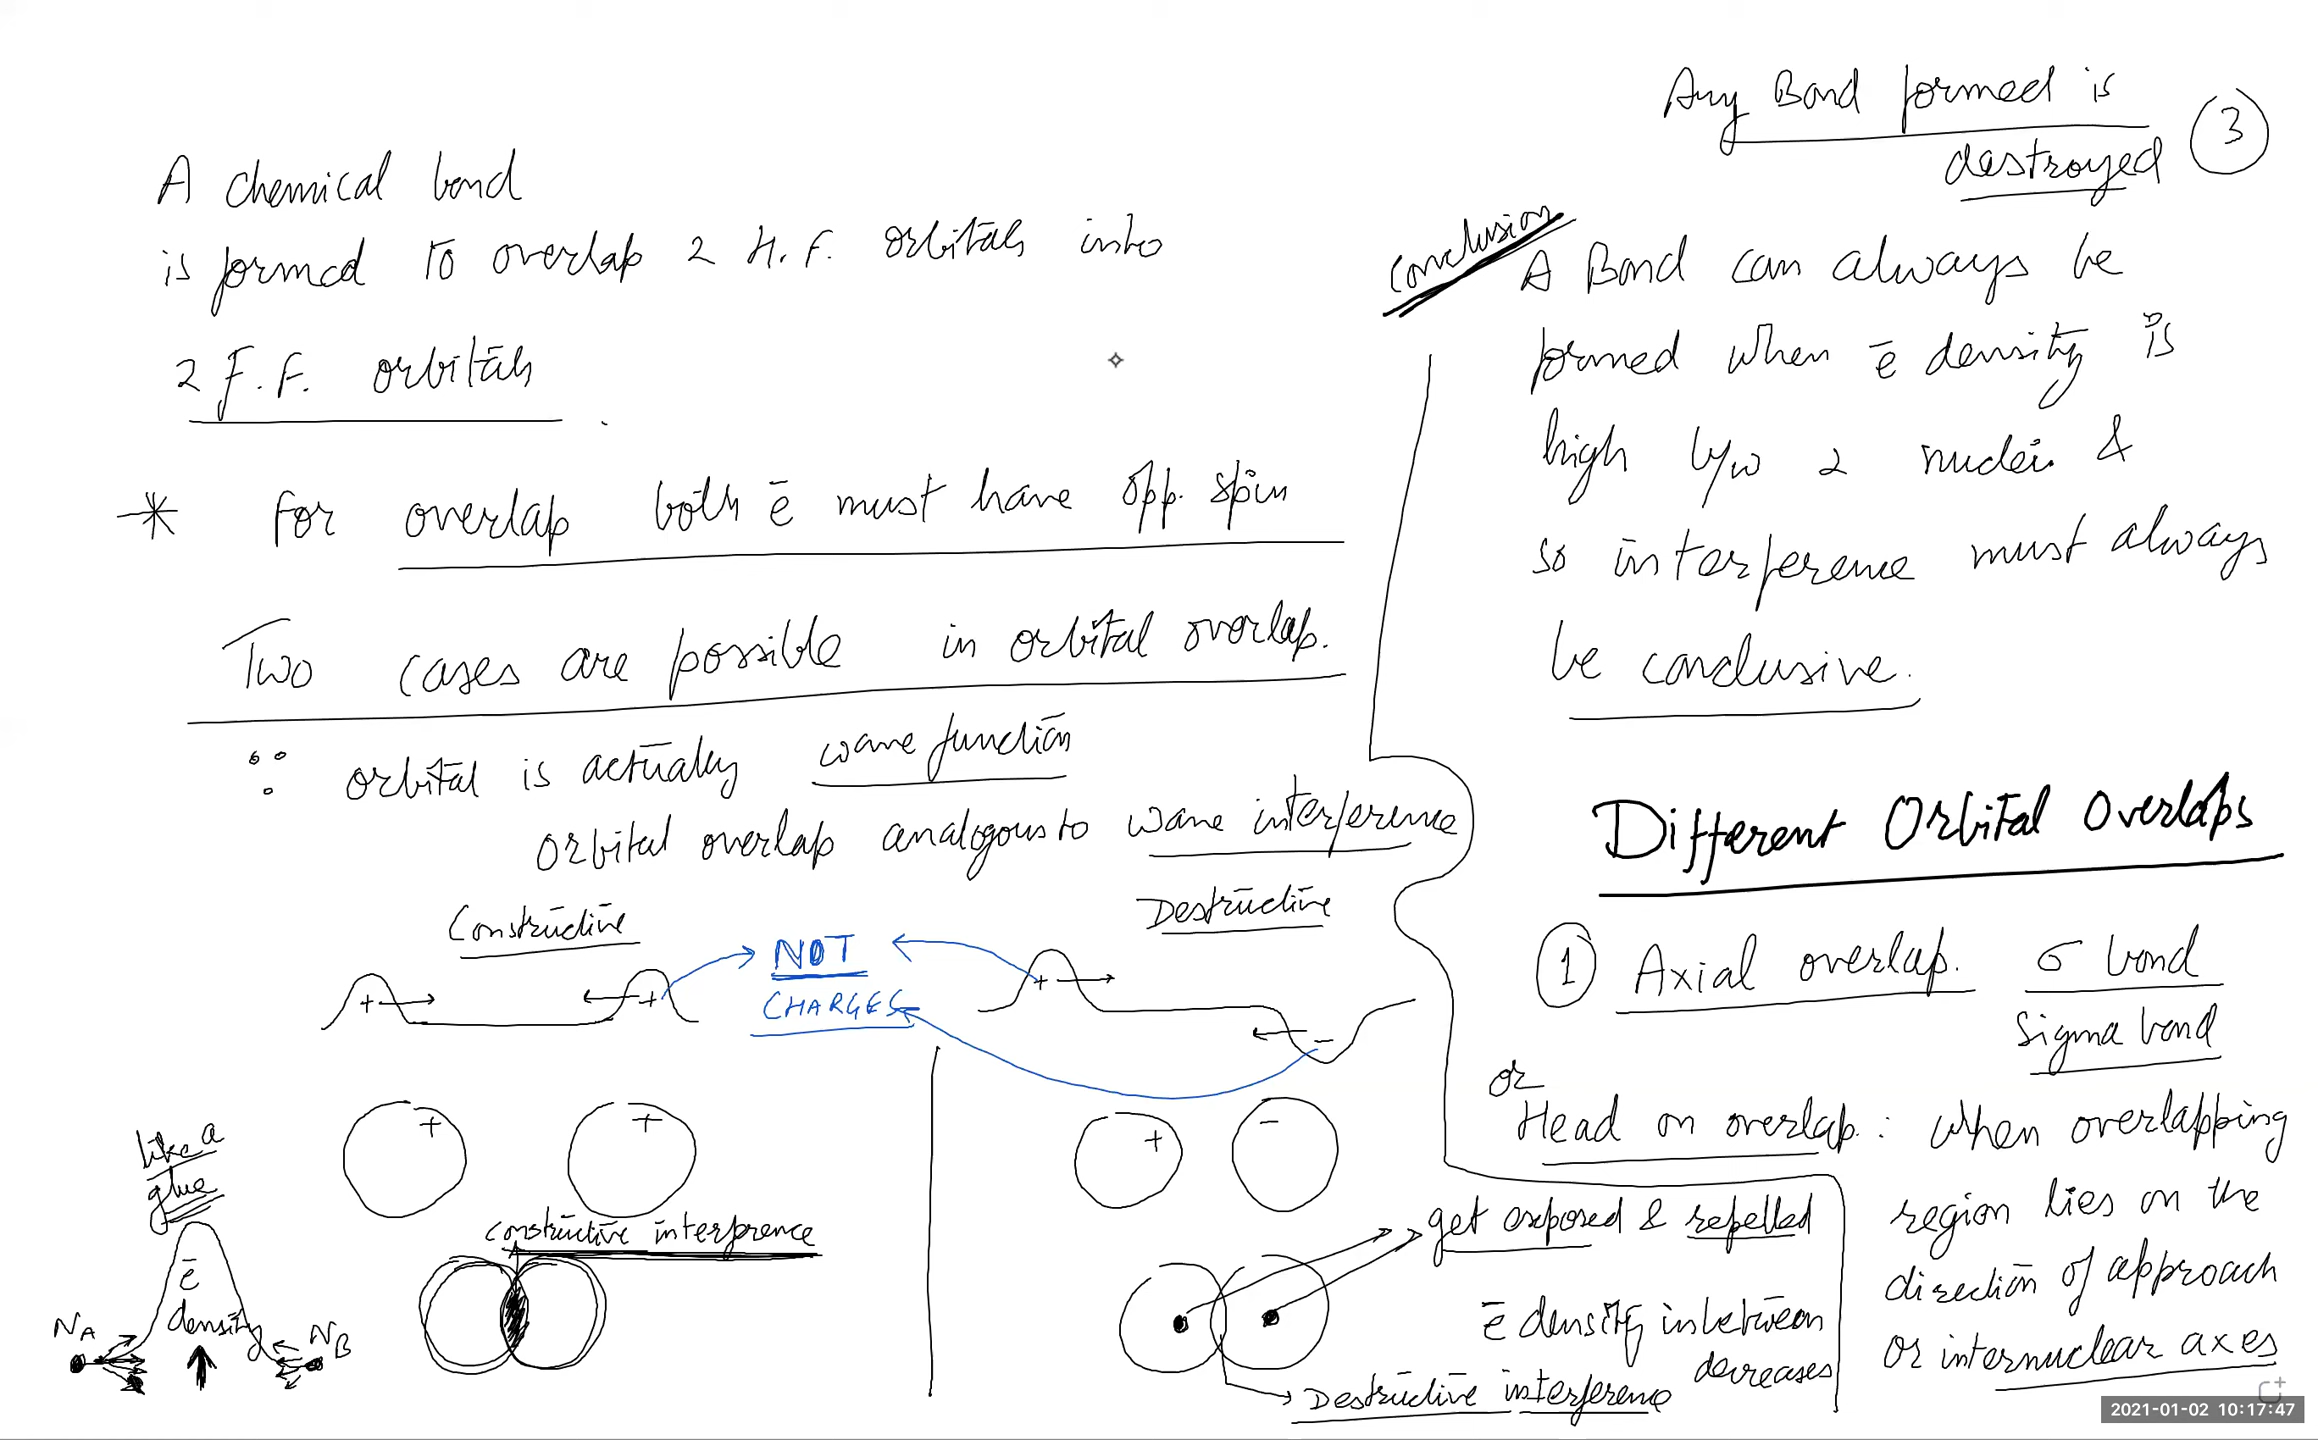 A chemical bond
is formed to overlap 2 H.F. orbitals into
2 F.F. orbitals.
* For overlap both ē must have opp. spin
Two cases are possible in orbital overlap.
∵ orbital is actually wave function
orbital overlap analogous to wave interference
Constructive
Destructive
NOT
CHARGES
+ +
+ -
+ +
+ -
like a
glue
ē
density
NA
NB
constructive interference
get exposed & repelled
ē density in between
decreases
Destructive interference
Any Bond formed is
destroyed
3
Conclusion
A Bond can always be
formed when ē density is
high b/w 2 nuclei &
so interference must always
be conclusive.
Different Orbital Overlaps
1 Axial overlap. σ bond
Sigma bond
or
Head on overlap: when overlapping
region lies on the
direction of approach
or internuclear axes
2021-01-02 10:17:47